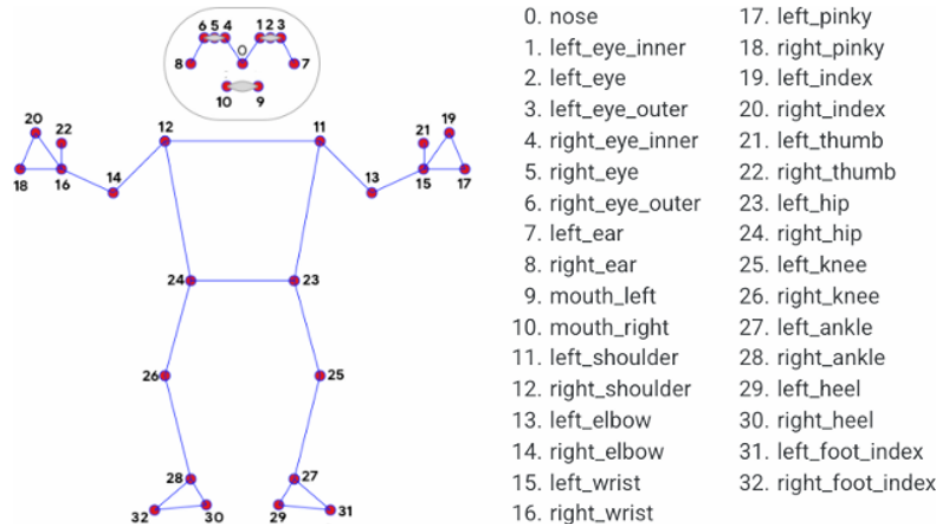 6 5 4 1 2 3
0
8 7
10 9
20 22 12 11 21 19
18 16 14 13 15 17
24 23
26 25
28 27
32 30 29 31
0. nose
1. left_eye_inner
2. left_eye
3. left_eye_outer
4. right_eye_inner
5. right_eye
6. right_eye_outer
7. left_ear
8. right_ear
9. mouth_left
10. mouth_right
11. left_shoulder
12. right_shoulder
13. left_elbow
14. right_elbow
15. left_wrist
16. right_wrist
17. left_pinky
18. right_pinky
19. left_index
20. right_index
21. left_thumb
22. right_thumb
23. left_hip
24. right_hip
25. left_knee
26. right_knee
27. left_ankle
28. right_ankle
29. left_heel
30. right_heel
31. left_foot_index
32. right_foot_index